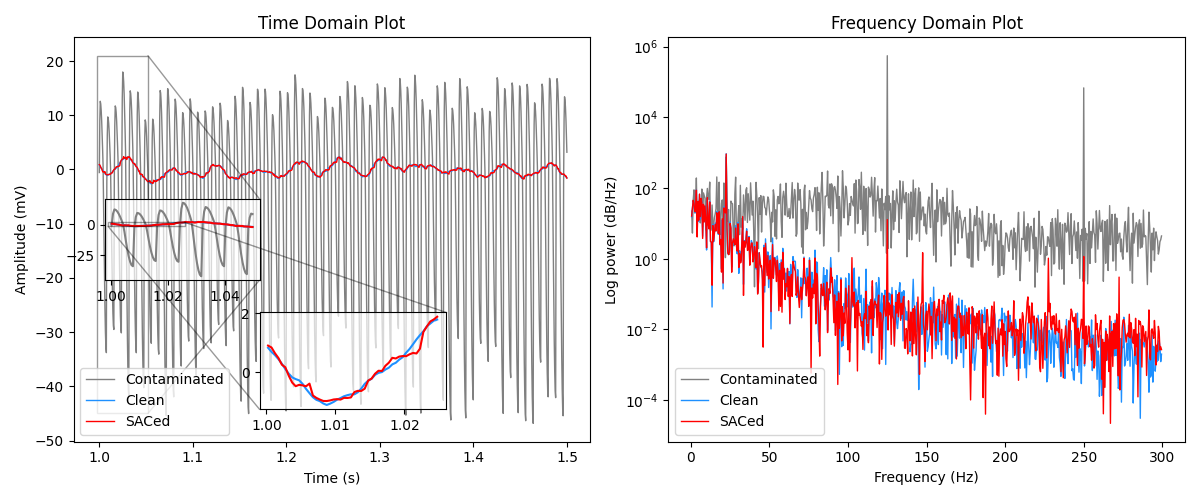 Time Domain Plot
Amplitude (mV)
20
10
0
−10
−20
−30
−40
−50
0
−25
1.00 1.02 1.04
2
0
1.00 1.01 1.02
Contaminated
Clean
SACed
1.0 1.1 1.2 1.3 1.4 1.5
Time (s)
Frequency Domain Plot
Log power (dB/Hz)
10^6
10^4
10^2
10^0
10^−2
10^−4
Contaminated
Clean
SACed
0 50 100 150 200 250 300
Frequency (Hz)